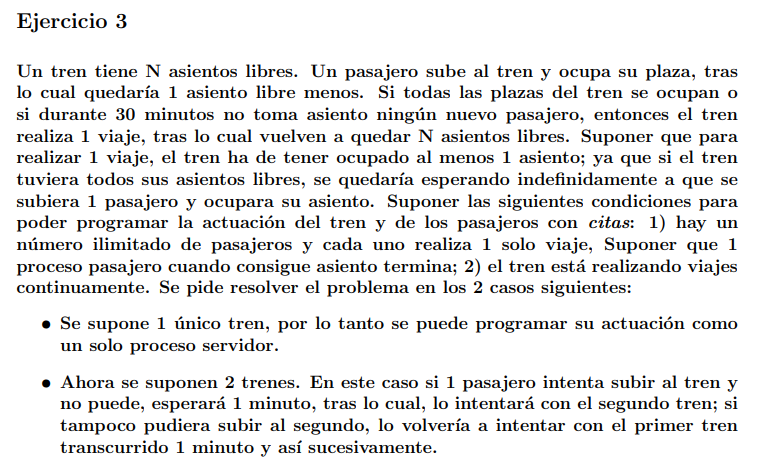 Ejercicio 3
Un tren tiene N asientos libres. Un pasajero sube al tren y ocupa su plaza, tras
lo cual quedaría 1 asiento libre menos. Si todas las plazas del tren se ocupan o
si durante 30 minutos no toma asiento ningún nuevo pasajero, entonces el tren
realiza 1 viaje, tras lo cual vuelven a quedar N asientos libres. Suponer que para
realizar 1 viaje, el tren ha de tener ocupado al menos 1 asiento; ya que si el tren
tuviera todos sus asientos libres, se quedaría esperando indefinidamente a que se
subiera 1 pasajero y ocupara su asiento. Suponer las siguientes condiciones para
poder programar la actuación del tren y de los pasajeros con citas: 1) hay un
número ilimitado de pasajeros y cada uno realiza 1 solo viaje, Suponer que 1
proceso pasajero cuando consigue asiento termina; 2) el tren está realizando viajes
continuamente. Se pide resolver el problema en los 2 casos siguientes:
• Se supone 1 único tren, por lo tanto se puede programar su actuación como
un solo proceso servidor.
• Ahora se suponen 2 trenes. En este caso si 1 pasajero intenta subir al tren y
no puede, esperará 1 minuto, tras lo cual, lo intentará con el segundo tren; si
tampoco pudiera subir al segundo, lo volvería a intentar con el primer tren
transcurrido 1 minuto y así sucesivamente.